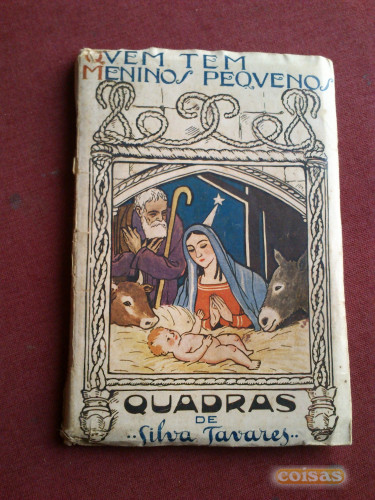 QVEM TEM
MENINOS PEQVENOS
QUADRAS
DE
..Silva Tavares..
coisas